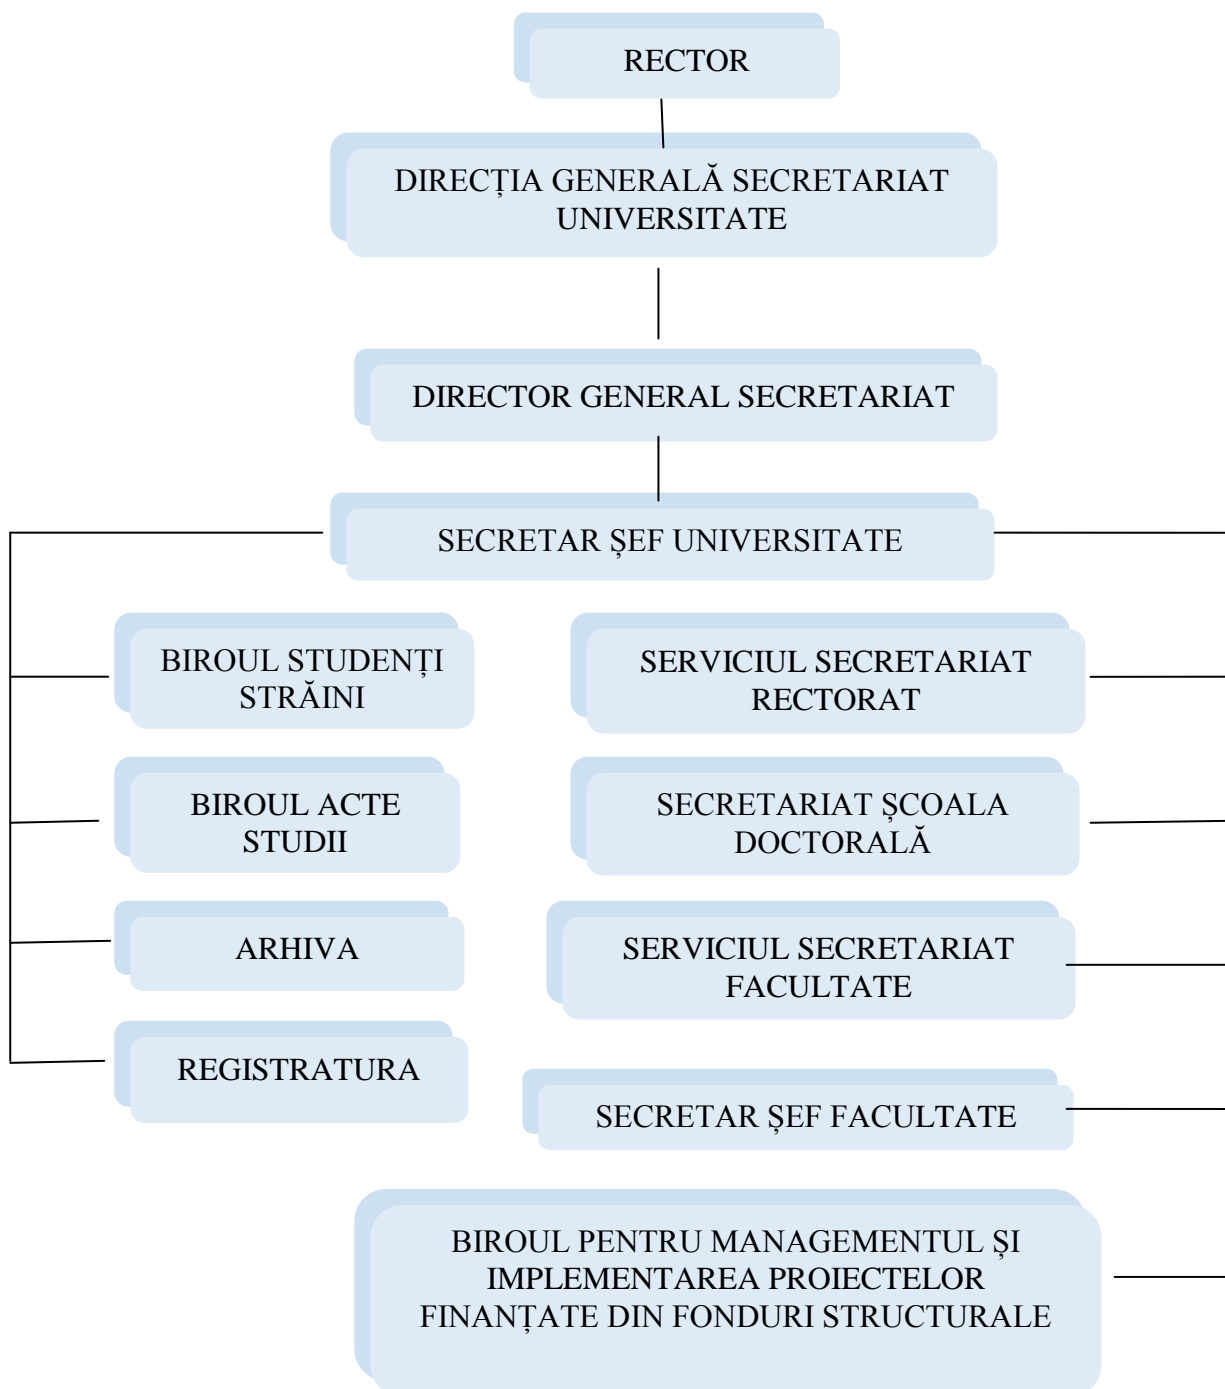 RECTOR
DIRECȚIA GENERALĂ SECRETARIAT
UNIVERSITATE
DIRECTOR GENERAL SECRETARIAT
SECRETAR ȘEF UNIVERSITATE
BIROUL STUDENȚI
STRĂINI
SERVICIUL SECRETARIAT
RECTORAT
BIROUL ACTE
STUDII
SECRETARIAT ȘCOALA
DOCTORALĂ
ARHIVA
SERVICIUL SECRETARIAT
FACULTATE
REGISTRATURA
SECRETAR ȘEF FACULTATE
BIROUL PENTRU MANAGEMENTUL ȘI
IMPLEMENTAREA PROIECTELOR
FINANȚATE DIN FONDURI STRUCTURALE